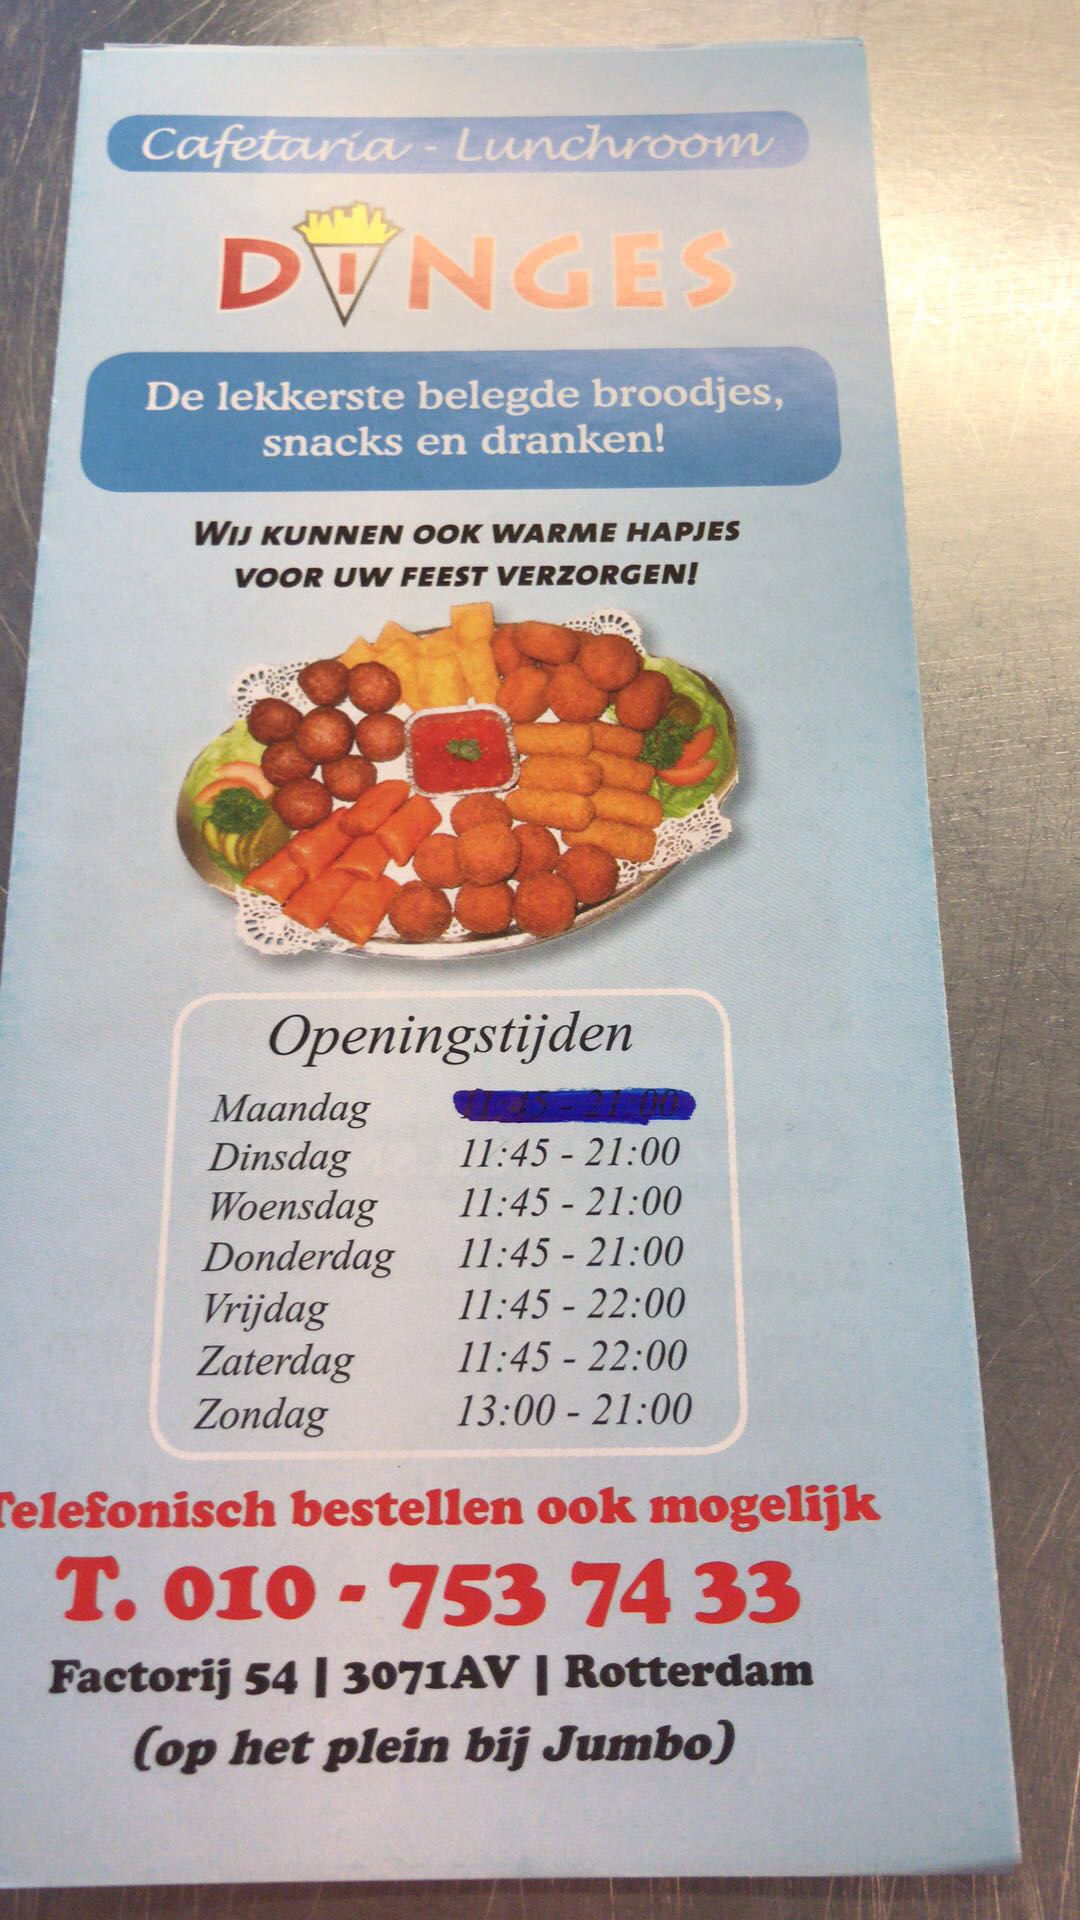 Cafetaria - Lunchroom
DINGES
De lekkerste belegde broodjes,
snacks en dranken!
WIJ KUNNEN OOK WARME HAPJES
VOOR UW FEEST VERZORGEN!
Openingstijden
Maandag 11:45 - 21:00
Dinsdag 11:45 - 21:00
Woensdag 11:45 - 21:00
Donderdag 11:45 - 21:00
Vrijdag 11:45 - 22:00
Zaterdag 11:45 - 22:00
Zondag 13:00 - 21:00
Telefonisch bestellen ook mogelijk
T. 010 - 753 74 33
Factorij 54 | 3071AV | Rotterdam
(op het plein bij Jumbo)